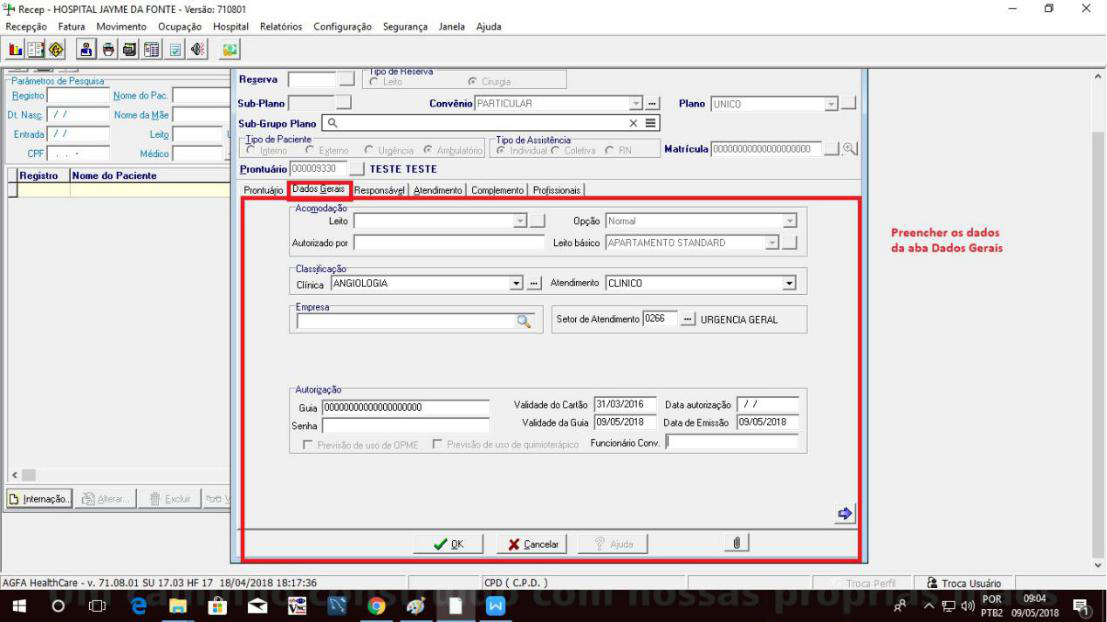 Recep - HOSPITAL JAYME DA FONTE - Versão: 710801
Recepção Fatura Movimento Ocupação Hospital Relatórios Configuração Segurança Janela Ajuda
Parâmetros de Pesquisa
Registro Nome do Pac.
Dt. Nasc / / Nome da Mãe
Entrada / / Leito
CPF . . - Médico
Registro Nome do Paciente
Reserva Tipo de Reserva Leito Cirurgia
Sub-Plano Convênio PARTICULAR ... Plano UNICO
Sub-Grupo Plano
Tipo de Paciente Tipo de Assistência
Interno Externo Urgência Ambulatório Individual Coletiva RN Matrícula 00000000000000000000
Prontuário 000009330 TESTE TESTE
Prontuário Dados Gerais Responsável Atendimento Complemento Profissionais
Acomodação
Leito Opção Normal
Autorizado por Leito básico APARTAMENTO STANDARD
Preencher os dados
da aba Dados Gerais
Classificação
Clínica ANGIOLOGIA ... Atendimento CLINICO
Empresa
Setor de Atendimento 0266 ... URGENCIA GERAL
Autorização
Guia 00000000000000000000 Validade do Cartão 31/03/2016 Data autorização / /
Senha Validade da Guia 09/05/2018 Data de Emissão 09/05/2018
Previsão de uso de OPME Previsão de uso de quimioterápico Funcionário Conv.
Internação... Alterar... Excluir
OK Cancelar Ajuda
AGFA HealthCare - v. 71.08.01 SU 17.03 HF 17 18/04/2018 18:17:36 CPD ( C.P.D. ) Troca Perfil Troca Usuário
POR 09:04
PTB2 09/05/2018